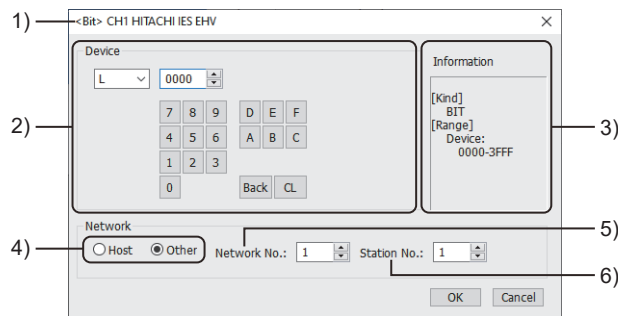 1)
<Bit> CH1 HITACHI IES EHV
Device
L 0000
7 8 9 D E F
4 5 6 A B C
1 2 3
0 Back CL
2)
Information
[Kind]
BIT
[Range]
Device:
0000-3FFF
3)
Network
4)
Host Other Network No.: 1 Station No.: 1
5)
6)
OK Cancel